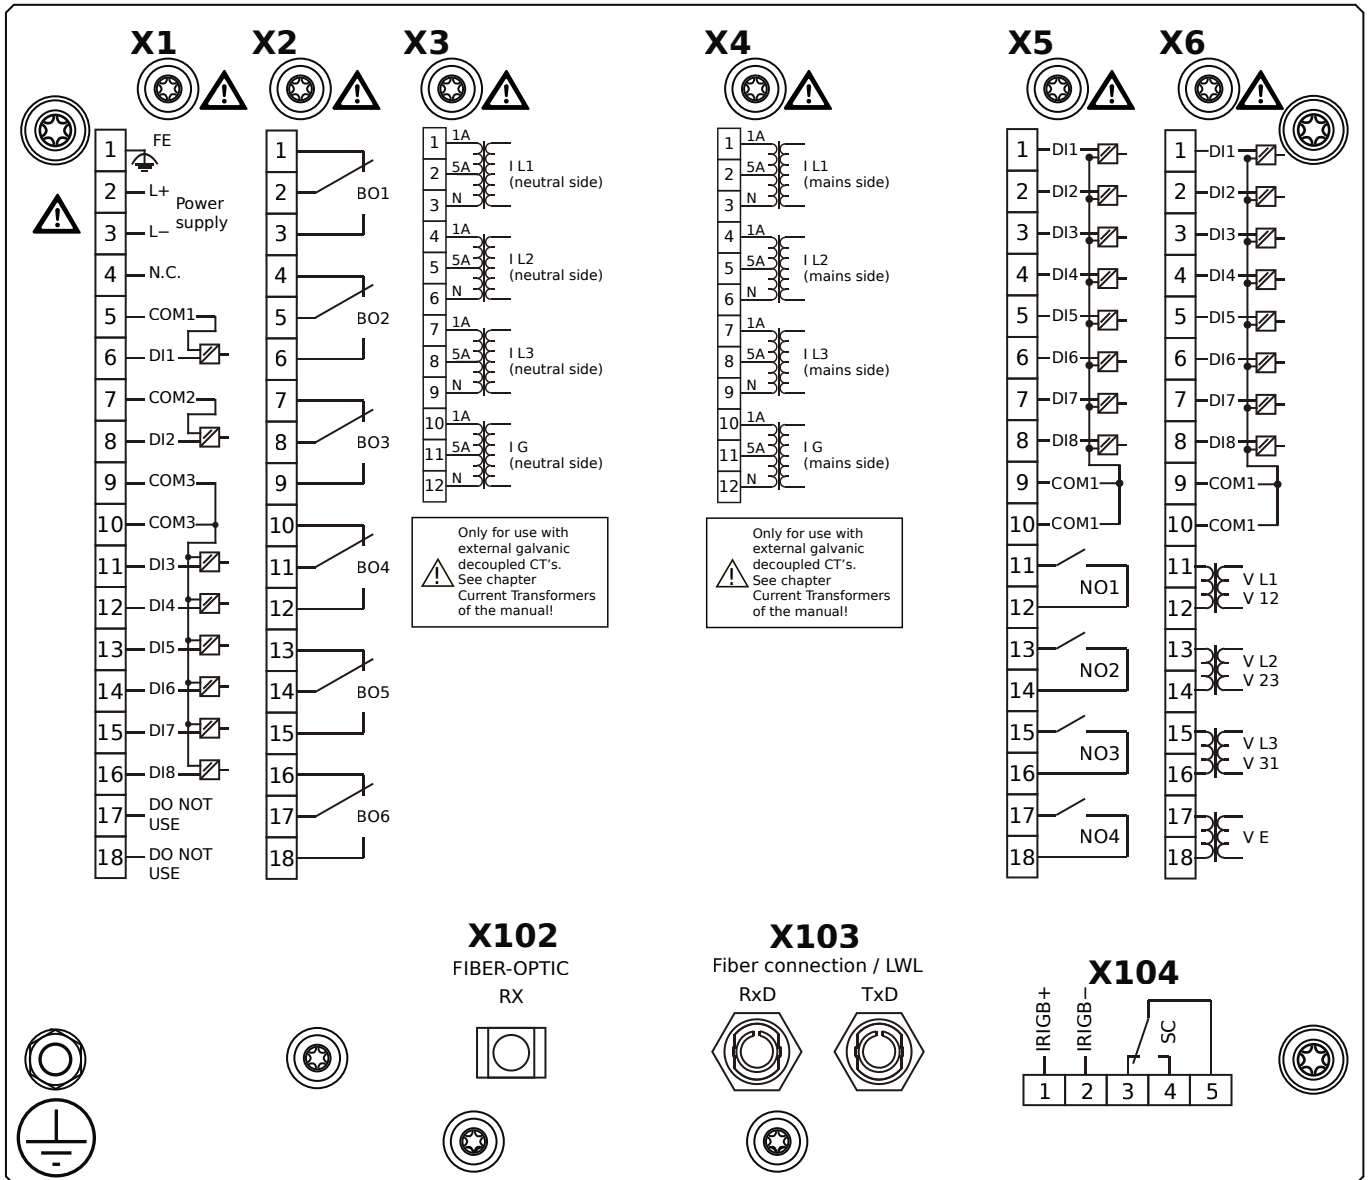 X1
X2
X3
X4
X5
X6
1 FE
2 L+
Power
supply
3 L−
4 N.C.
5 COM1
6 DI1
7 COM2
8 DI2
9 COM3
10 COM3
11 DI3
12 DI4
13 DI5
14 DI6
15 DI7
16 DI8
17 DO NOT
USE
18 DO NOT
USE
1
2 BO1
3
4
5 BO2
6
7
8 BO3
9
10
11 BO4
12
13
14 BO5
15
16
17 BO6
18
1 1A
I L1
2 5A
(neutral side)
3 N
4 1A
I L2
5 5A
(neutral side)
6 N
7 1A
I L3
8 5A
(neutral side)
9 N
10 1A
I G
11 5A
(neutral side)
12 N
Only for use with
external galvanic
decoupled CT's.
See chapter
Current Transformers
of the manual!
1 1A
I L1
2 5A
(mains side)
3 N
4 1A
I L2
5 5A
(mains side)
6 N
7 1A
I L3
8 5A
(mains side)
9 N
10 1A
I G
11 5A
(mains side)
12 N
Only for use with
external galvanic
decoupled CT's.
See chapter
Current Transformers
of the manual!
1 DI1
2 DI2
3 DI3
4 DI4
5 DI5
6 DI6
7 DI7
8 DI8
9 COM1
10 COM1
11
NO1
12
13
NO2
14
15
NO3
16
17
NO4
18
1 DI1
2 DI2
3 DI3
4 DI4
5 DI5
6 DI6
7 DI7
8 DI8
9 COM1
10 COM1
11
V L1
V 12
12
13
V L2
V 23
14
15
V L3
V 31
16
17
V E
18
X102
FIBER-OPTIC
RX
X103
Fiber connection / LWL
RxD TxD
X104
IRIGB+
IRIGB−
SC
1 2 3 4 5